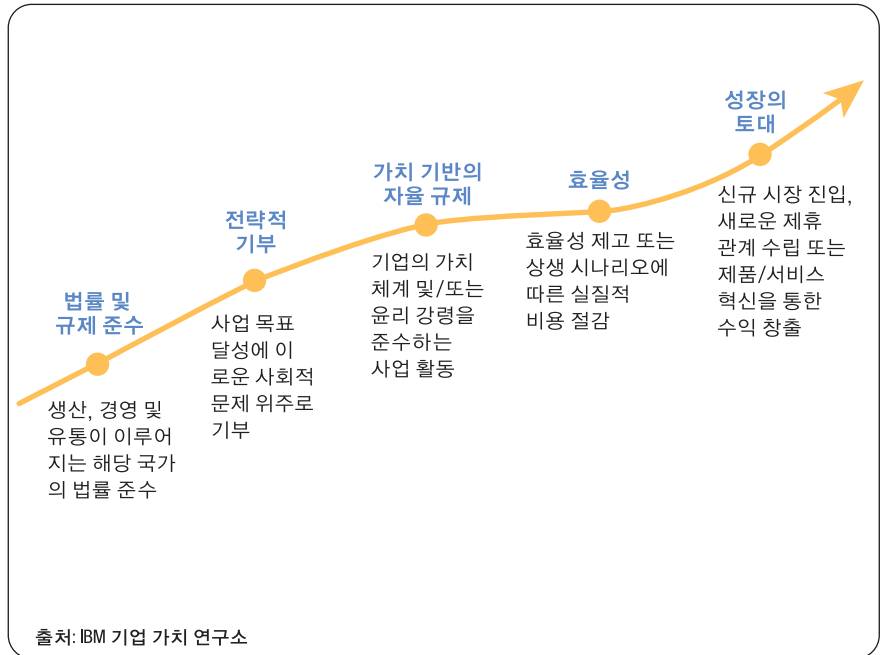 법률 및
규제 준수
생산, 경영 및
유통이 이루어
지는 해당 국가
의 법률 준수
전략적
기부
사업 목표
달성에 이
로운 사회적
문제 위주로
기부
가치 기반의
자율 규제
기업의 가치
체계 및/또는
윤리 강령을
준수하는
사업 활동
효율성
효율성 제고 또는
상생 시나리오에
따른 실질적
비용 절감
성장의
토대
신규 시장 진입,
새로운 제휴
관계 수립 또는
제품/서비스
혁신을 통한
수익 창출
출처: IBM 기업 가치 연구소